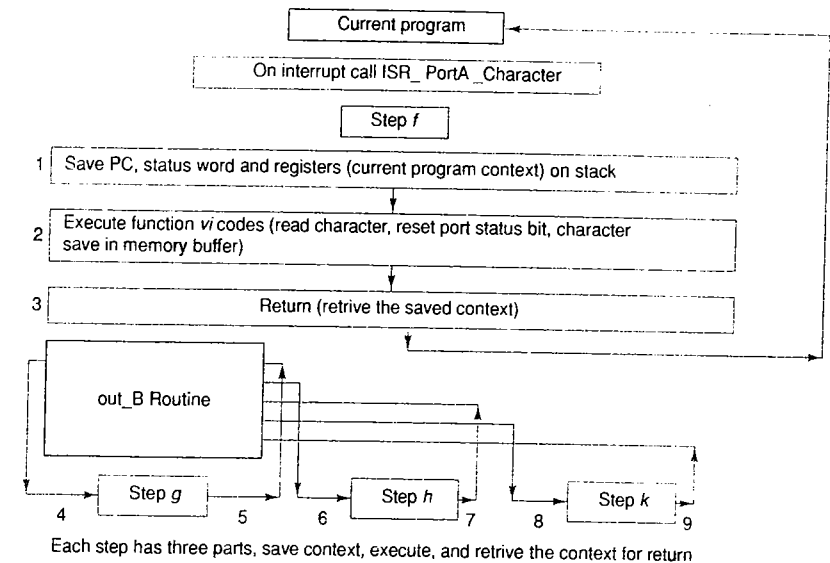 Current program
On interrupt call ISR_ PortA _Character
Step f
1 Save PC, status word and registers (current program context) on stack
2 Execute function vi codes (read character, reset port status bit, character
save in memory buffer)
3 Return (retrive the saved context)
out_B Routine
4 Step g 5 6 Step h 7 8 Step k 9
Each step has three parts, save context, execute, and retrive the context for return